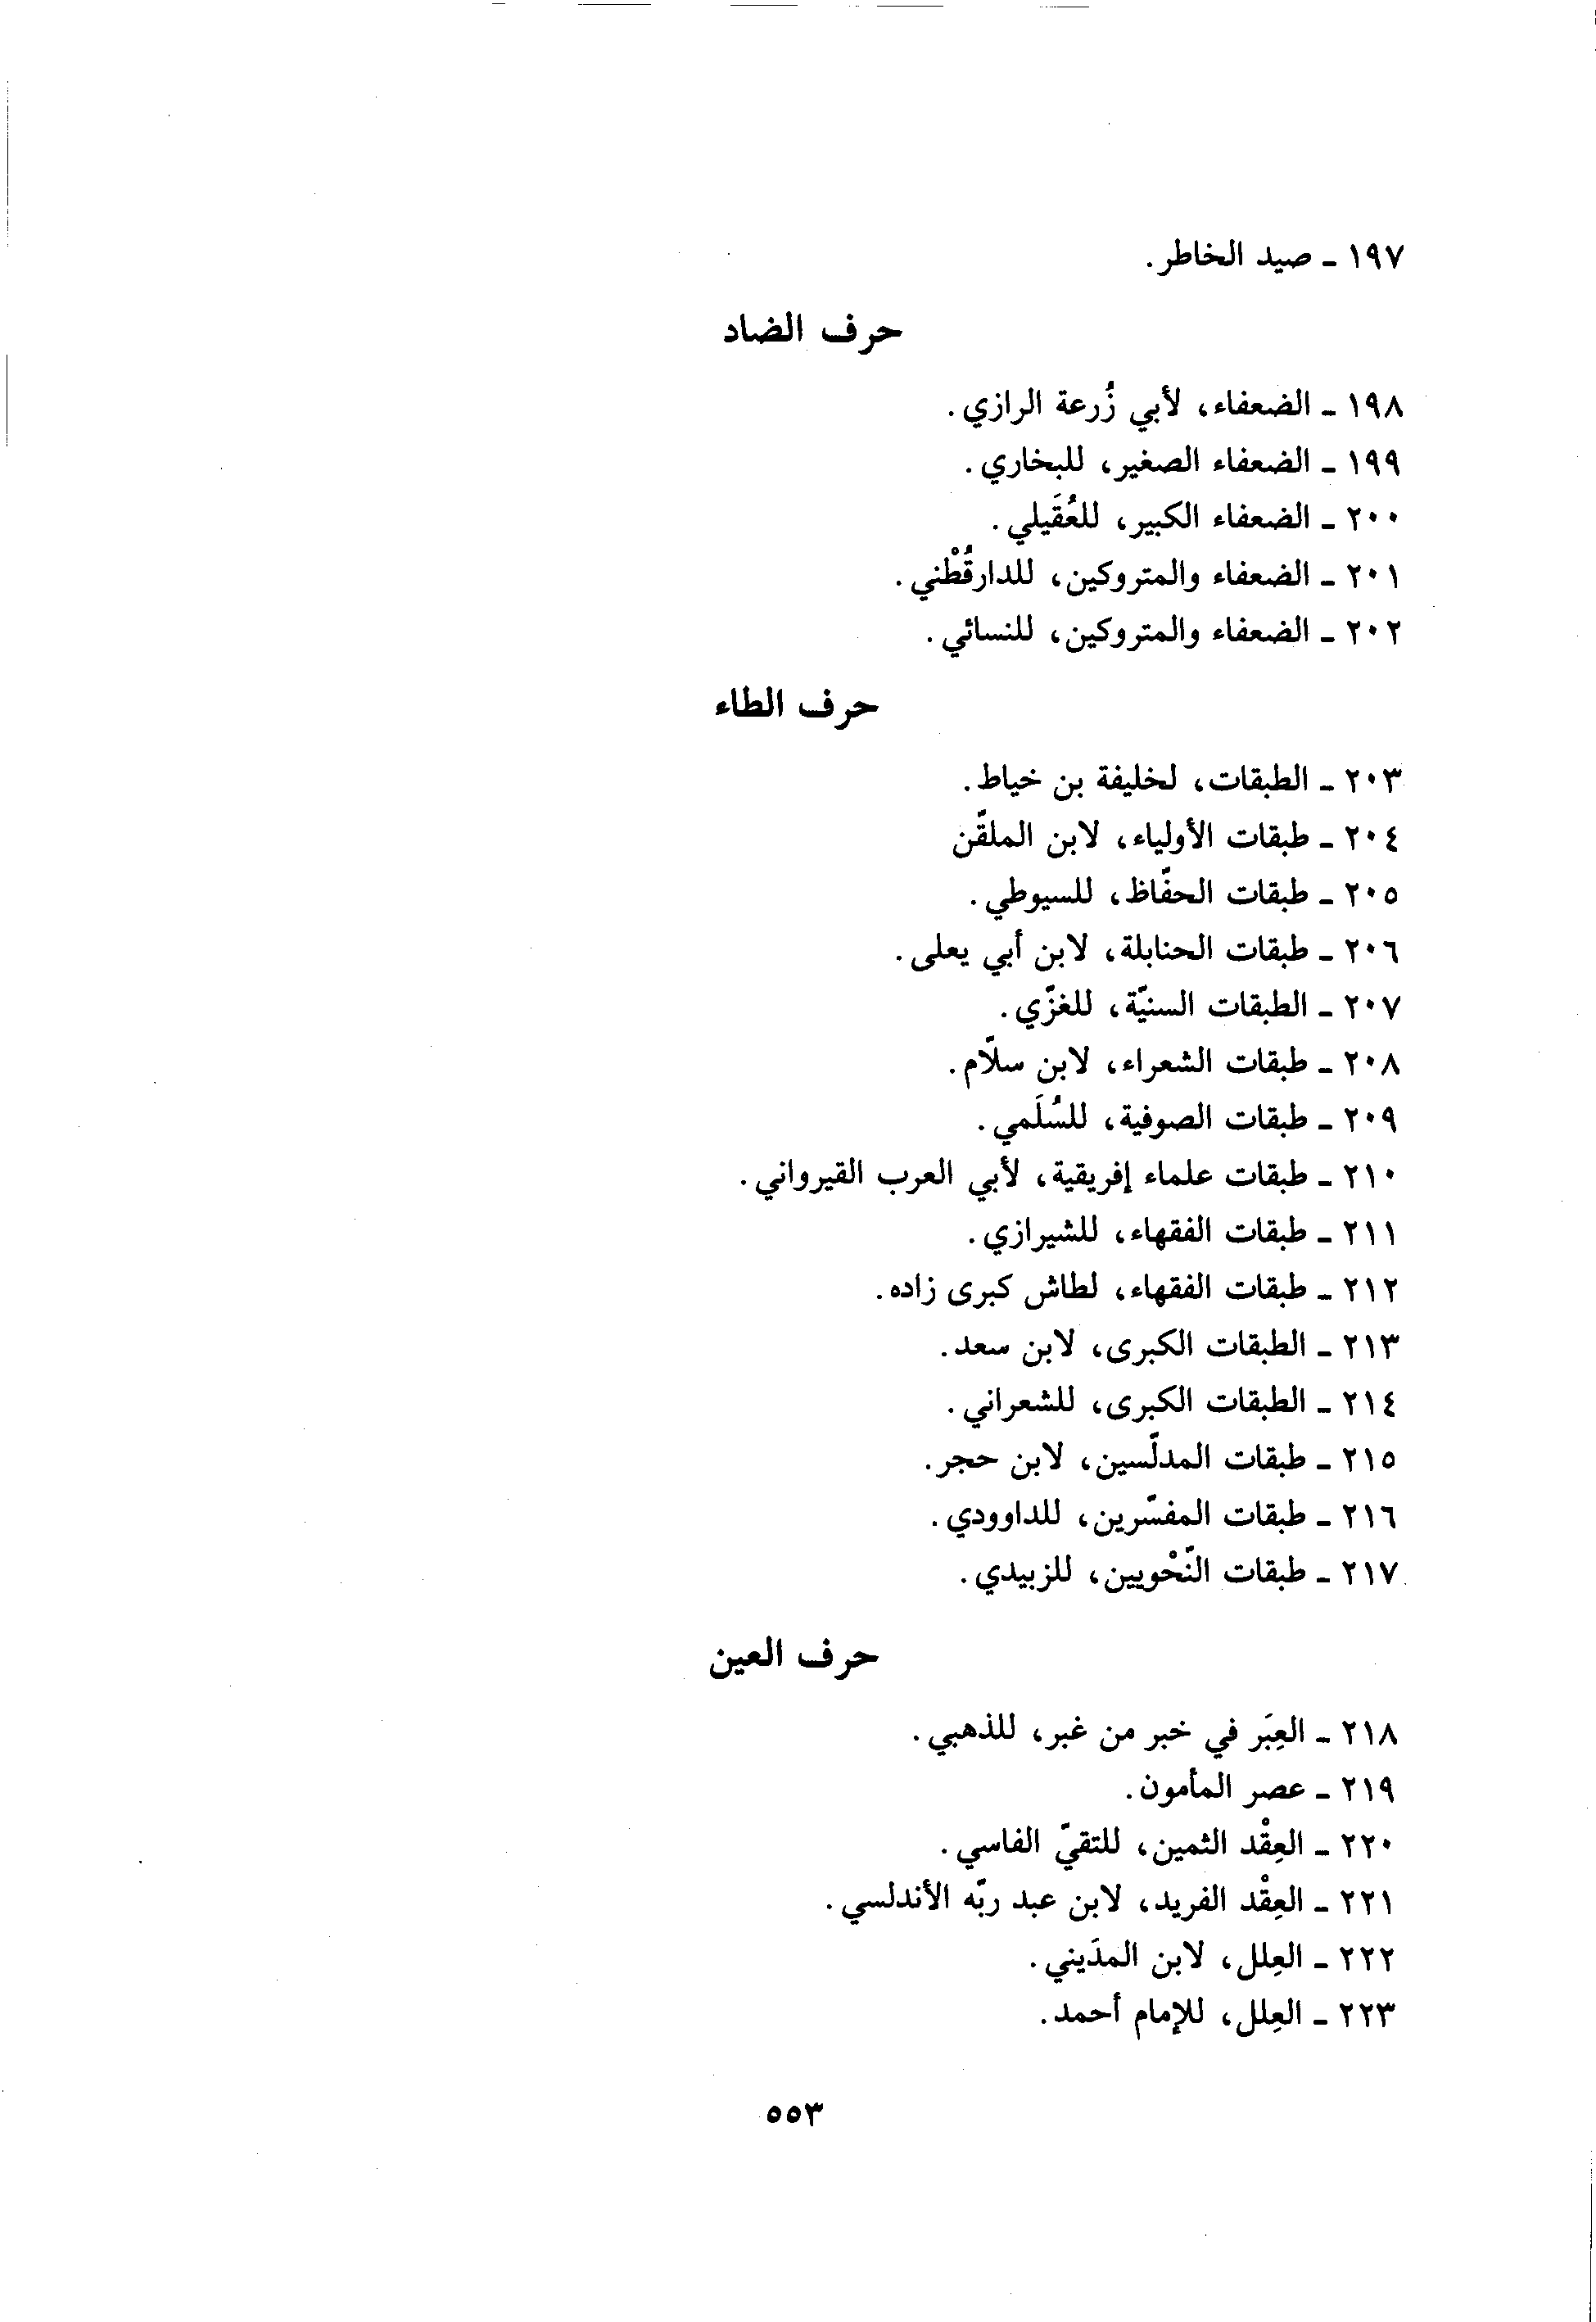 ١٩٧ ـ صيد الخاطر.
حرف الضاد
١٩٨ ـ الضعفاء، لأبي زُرعة الرازي.
١٩٩ ـ الضعفاء الصغير، للبخاري.
٢٠٠ ـ الضعفاء الكبير، للعُقَيلي.
٢٠١ ـ الضعفاء والمتروكين، للدارقُطْني.
٢٠٢ ـ الضعفاء والمتروكين، للنسائي.
حرف الطاء
٢٠٣ ـ الطبقات، لخليفة بن خياط.
٢٠٤ ـ طبقات الأولياء، لابن الملقّن
٢٠٥ ـ طبقات الحفّاظ، للسيوطي.
٢٠٦ ـ طبقات الحنابلة، لابن أبي يعلى.
٢٠٧ ـ الطبقات السنيّة، للغزّي.
٢٠٨ ـ طبقات الشعراء، لابن سلّام.
٢٠٩ ـ طبقات الصوفية، للسُلَمي.
٢١٠ ـ طبقات علماء إفريقية، لأبي العرب القيرواني.
٢١١ ـ طبقات الفقهاء، للشيرازي.
٢١٢ ـ طبقات الفقهاء، لطاش كبرى زاده.
٢١٣ ـ الطبقات الكبرى، لابن سعد.
٢١٤ ـ الطبقات الكبرى، للشعراني.
٢١٥ ـ طبقات المدلّسين، لابن حجر.
٢١٦ ـ طبقات المفسّرين، للداوودي.
٢١٧ ـ طبقات النّحْويين، للزبيدي.
حرف العين
٢١٨ ـ العِبَر في خبر من غبر، للذهبي.
٢١٩ ـ عصر المأمون.
٢٢٠ ـ العِقْد الثمين، للتقيّ الفاسي.
٢٢١ ـ العِقْد الفريد، لابن عبد ربّه الأندلسي.
٢٢٢ ـ العِلل، لابن المدَيني.
٢٢٣ ـ العِلل، للإمام أحمد.
٥٥٣